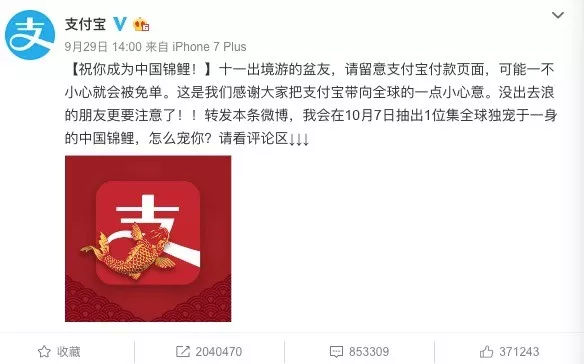 支付宝
9月29日 14:00 来自 iPhone 7 Plus
【祝你成为中国锦鲤！】十一出境游的盆友，请留意支付宝付款页面，可能一不
小心就会被免单。这是我们感谢大家把支付宝带向全球的一点小心意。没出去浪
的朋友更要注意了！！转发本条微博，我会在10月7日抽出1位集全球独宠于一身
的中国锦鲤，怎么宠你？请看评论区↓↓↓
支
收藏
2040470
853309
371243